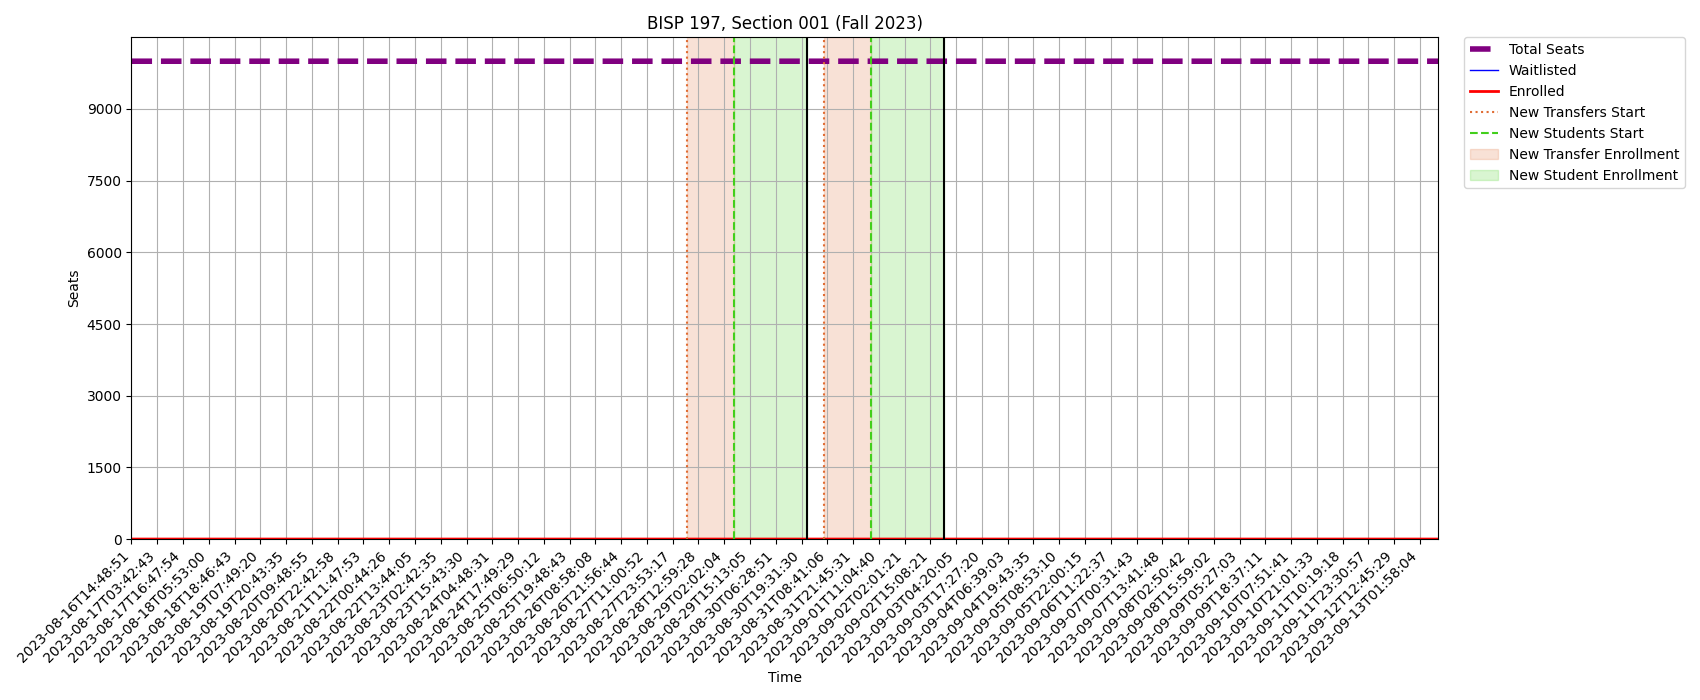 BISP 197, Section 001 (Fall 2023)
Total Seats
Waitlisted
Enrolled
New Transfers Start
New Students Start
New Transfer Enrollment
New Student Enrollment
Seats
9000
7500
6000
4500
3000
1500
0
2023-08-16T14:48:51
2023-08-17T03:42:43
2023-08-17T16:47:54
2023-08-18T05:53:00
2023-08-18T18:46:43
2023-08-19T07:49:20
2023-08-19T20:43:35
2023-08-20T09:48:55
2023-08-20T22:42:58
2023-08-21T11:47:53
2023-08-22T00:44:26
2023-08-22T13:44:05
2023-08-23T02:42:35
2023-08-23T15:43:30
2023-08-24T04:48:31
2023-08-24T17:49:29
2023-08-25T06:50:12
2023-08-25T19:48:43
2023-08-26T08:58:08
2023-08-26T21:56:44
2023-08-27T11:00:52
2023-08-27T23:53:17
2023-08-28T12:59:28
2023-08-29T02:02:04
2023-08-29T15:13:05
2023-08-30T06:28:51
2023-08-30T19:31:30
2023-08-31T08:41:06
2023-08-31T21:45:31
2023-09-01T11:04:40
2023-09-02T02:01:21
2023-09-02T15:08:21
2023-09-03T04:20:05
2023-09-03T17:27:20
2023-09-04T06:39:03
2023-09-04T19:43:35
2023-09-05T08:53:10
2023-09-05T22:00:15
2023-09-06T11:22:37
2023-09-07T00:31:43
2023-09-07T13:41:48
2023-09-08T02:50:42
2023-09-08T15:59:02
2023-09-09T05:27:03
2023-09-09T18:37:11
2023-09-10T07:51:41
2023-09-10T21:01:33
2023-09-11T10:19:18
2023-09-11T23:30:57
2023-09-12T12:45:29
2023-09-13T01:58:04
Time